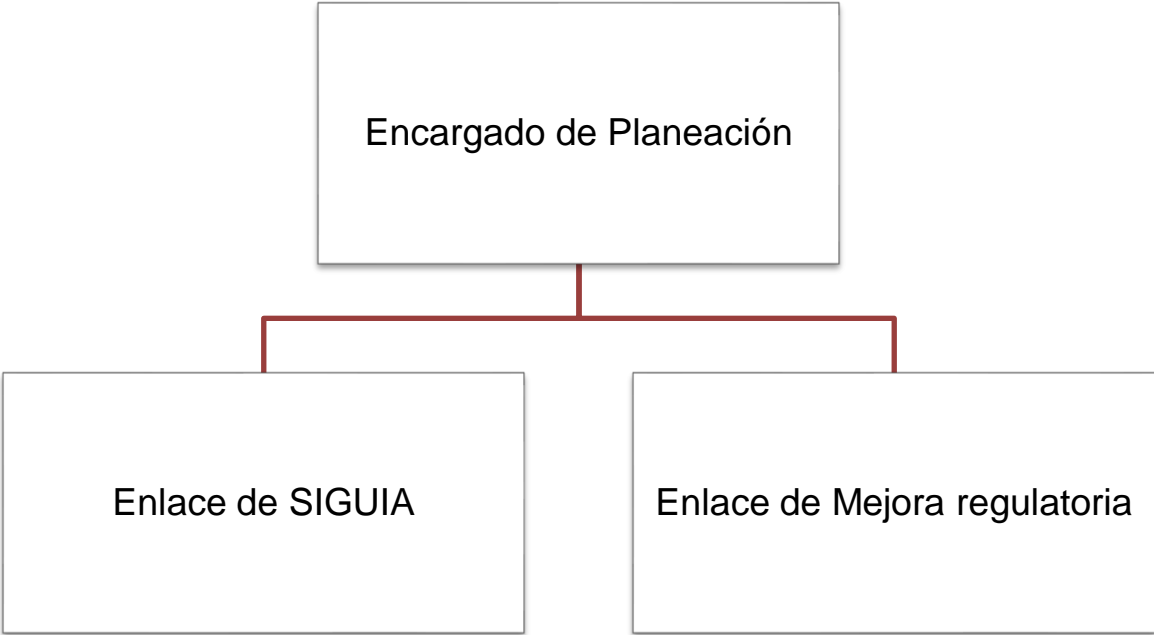 Encargado de Planeación
Enlace de SIGUIA
Enlace de Mejora regulatoria